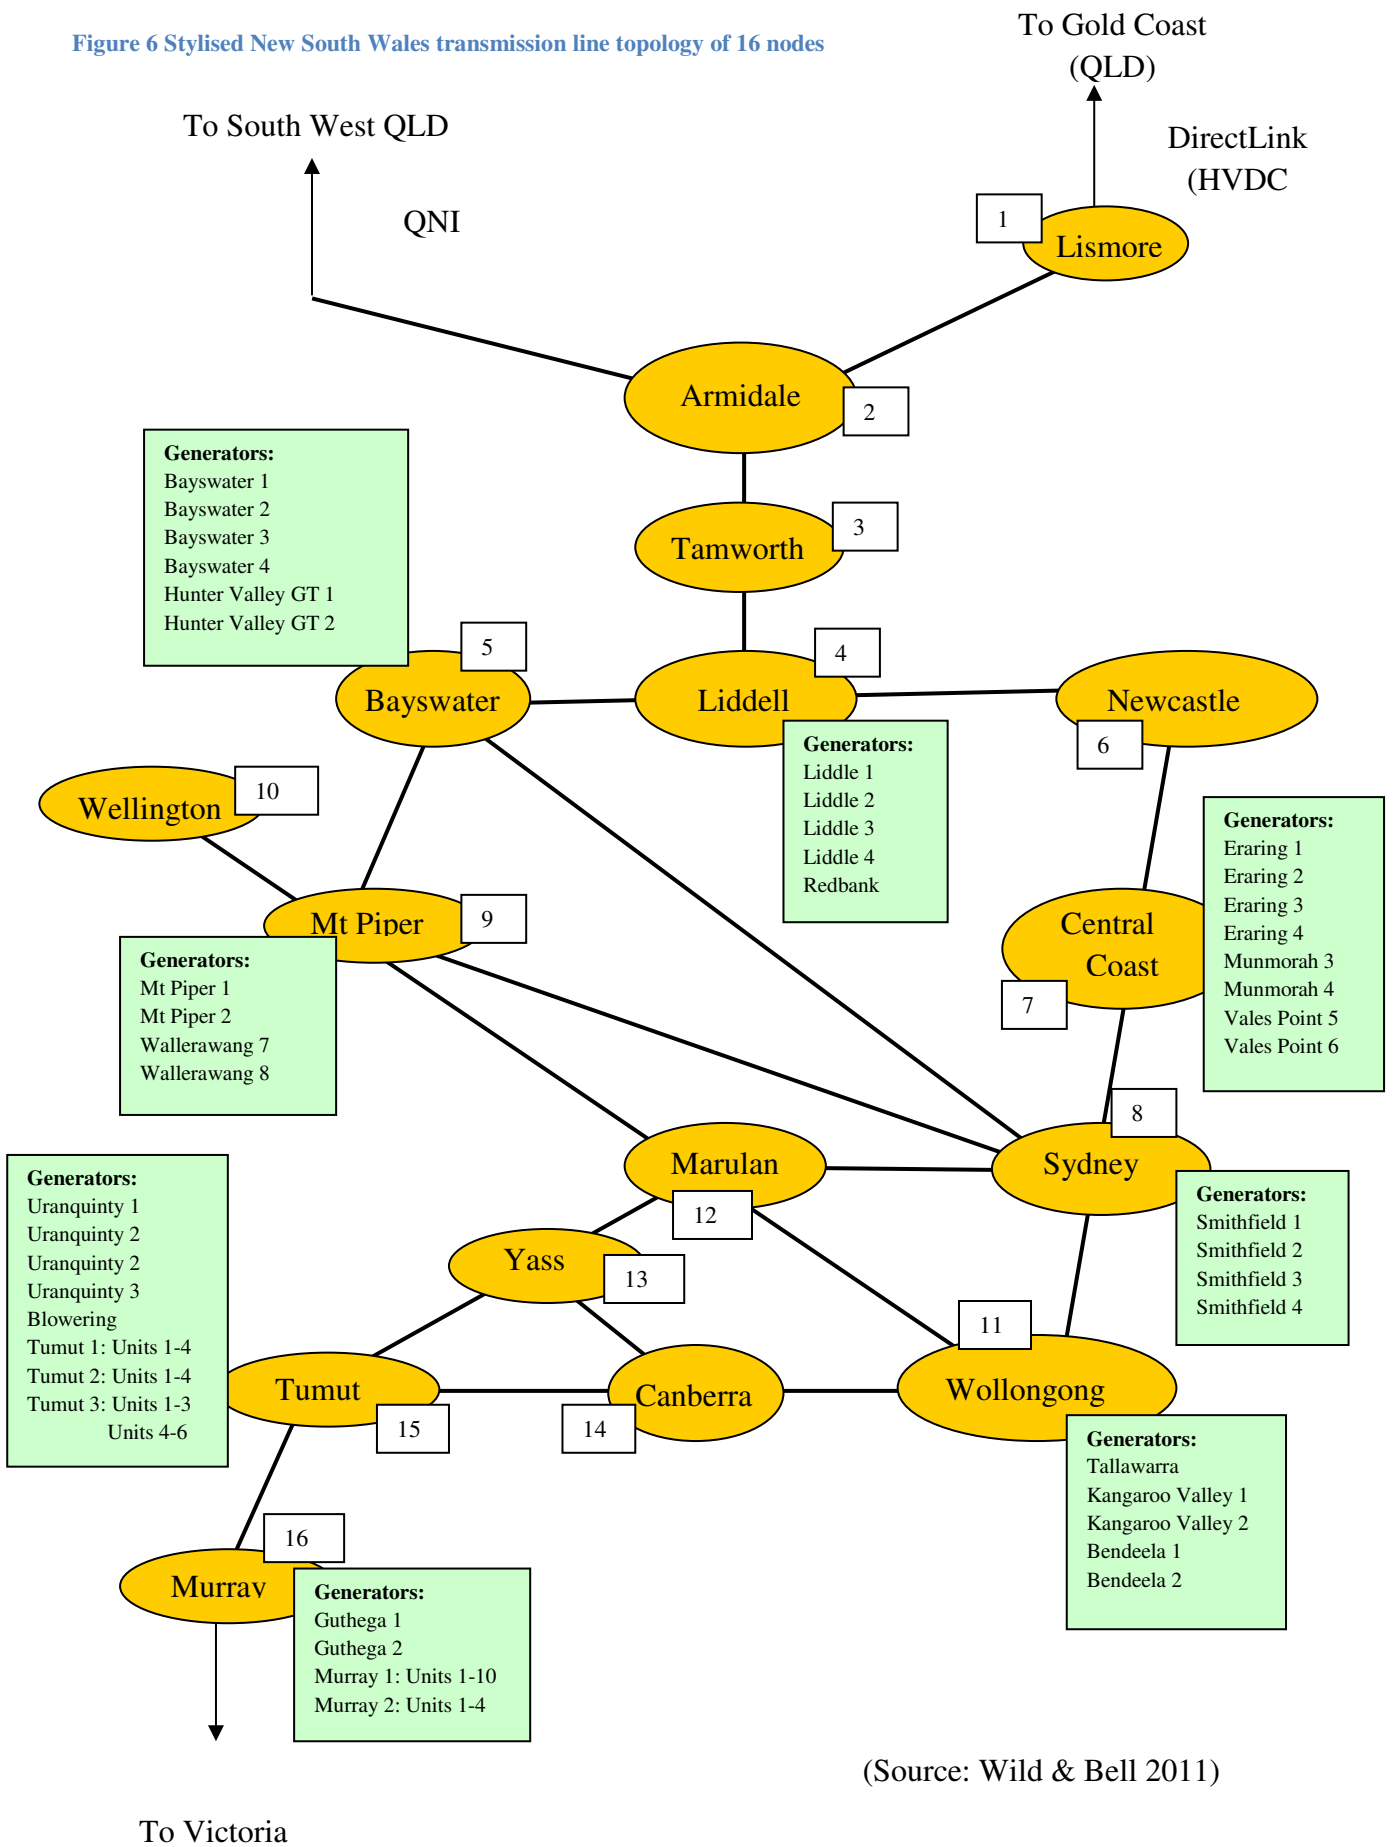 Figure 6 Stylised New South Wales transmission line topology of 16 nodes
To Gold Coast
(QLD)
To South West QLD
DirectLink
(HVDC
QNI
1
Lismore
Armidale
2
Generators:
Bayswater 1
Bayswater 2
Bayswater 3
Bayswater 4
Hunter Valley GT 1
Hunter Valley GT 2
3
Tamworth
5
Bayswater
4
Liddell
Newcastle
6
Generators:
Liddle 1
Liddle 2
Liddle 3
Liddle 4
Redbank
10
Wellington
Generators:
Eraring 1
Eraring 2
Eraring 3
Eraring 4
Munmorah 3
Munmorah 4
Vales Point 5
Vales Point 6
Mt Piper
9
Central
Coast
7
Generators:
Mt Piper 1
Mt Piper 2
Wallerawang 7
Wallerawang 8
8
Sydney
Marulan
12
Generators:
Uranquinty 1
Uranquinty 2
Uranquinty 2
Uranquinty 3
Blowering
Tumut 1: Units 1-4
Tumut 2: Units 1-4
Tumut 3: Units 1-3
Units 4-6
Generators:
Smithfield 1
Smithfield 2
Smithfield 3
Smithfield 4
Yass
13
11
Wollongong
Tumut
15
Canberra
14
Generators:
Tallawarra
Kangaroo Valley 1
Kangaroo Valley 2
Bendeela 1
Bendeela 2
16
Murray
Generators:
Guthega 1
Guthega 2
Murray 1: Units 1-10
Murray 2: Units 1-4
(Source: Wild & Bell 2011)
To Victoria